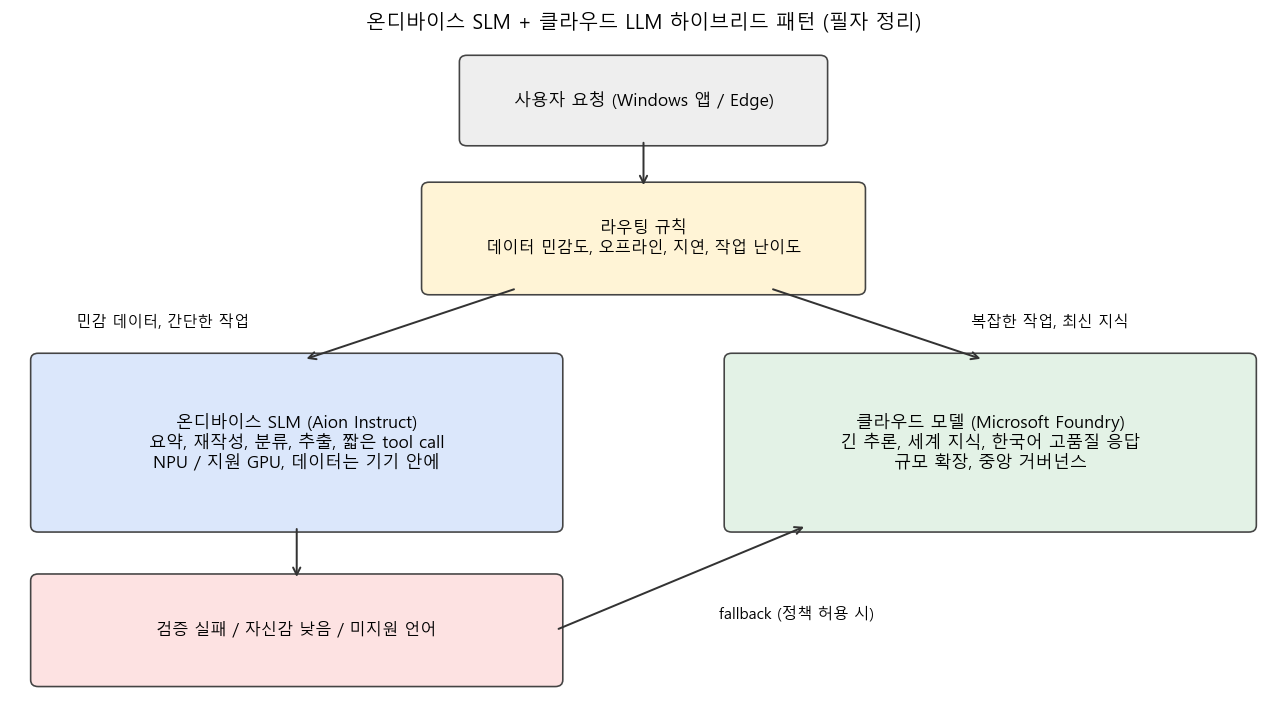 온디바이스 SLM + 클라우드 LLM 하이브리드 패턴 (필자 정리)
사용자 요청 (Windows 앱 / Edge)
라우팅 규칙
데이터 민감도, 오프라인, 지연, 작업 난이도
민감 데이터, 간단한 작업
복잡한 작업, 최신 지식
온디바이스 SLM (Aion Instruct)
요약, 재작성, 분류, 추출, 짧은 tool call
NPU / 지원 GPU, 데이터는 기기 안에
클라우드 모델 (Microsoft Foundry)
긴 추론, 세계 지식, 한국어 고품질 응답
규모 확장, 중앙 거버넌스
검증 실패 / 자신감 낮음 / 미지원 언어
fallback (정책 허용 시)